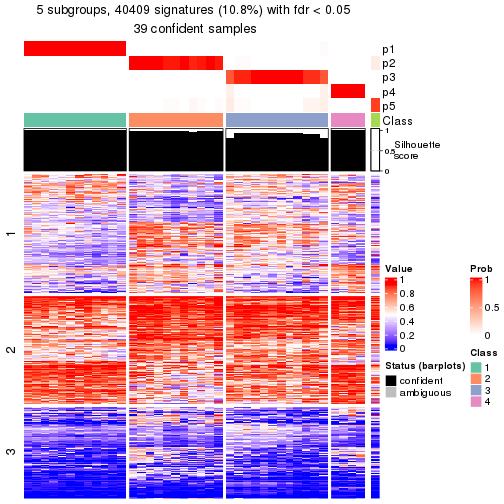 5 subgroups, 40409 signatures (10.8%) with fdr < 0.05
39 confident samples
p1
p2
p3
p4
p5
Class
1
0.5
0
Silhouette
score
1
2
3
Value
1
0.8
0.6
0.4
0.2
0
Prob
1
0.5
0
Status (barplots)
confident
ambiguous
Class
1
2
3
4